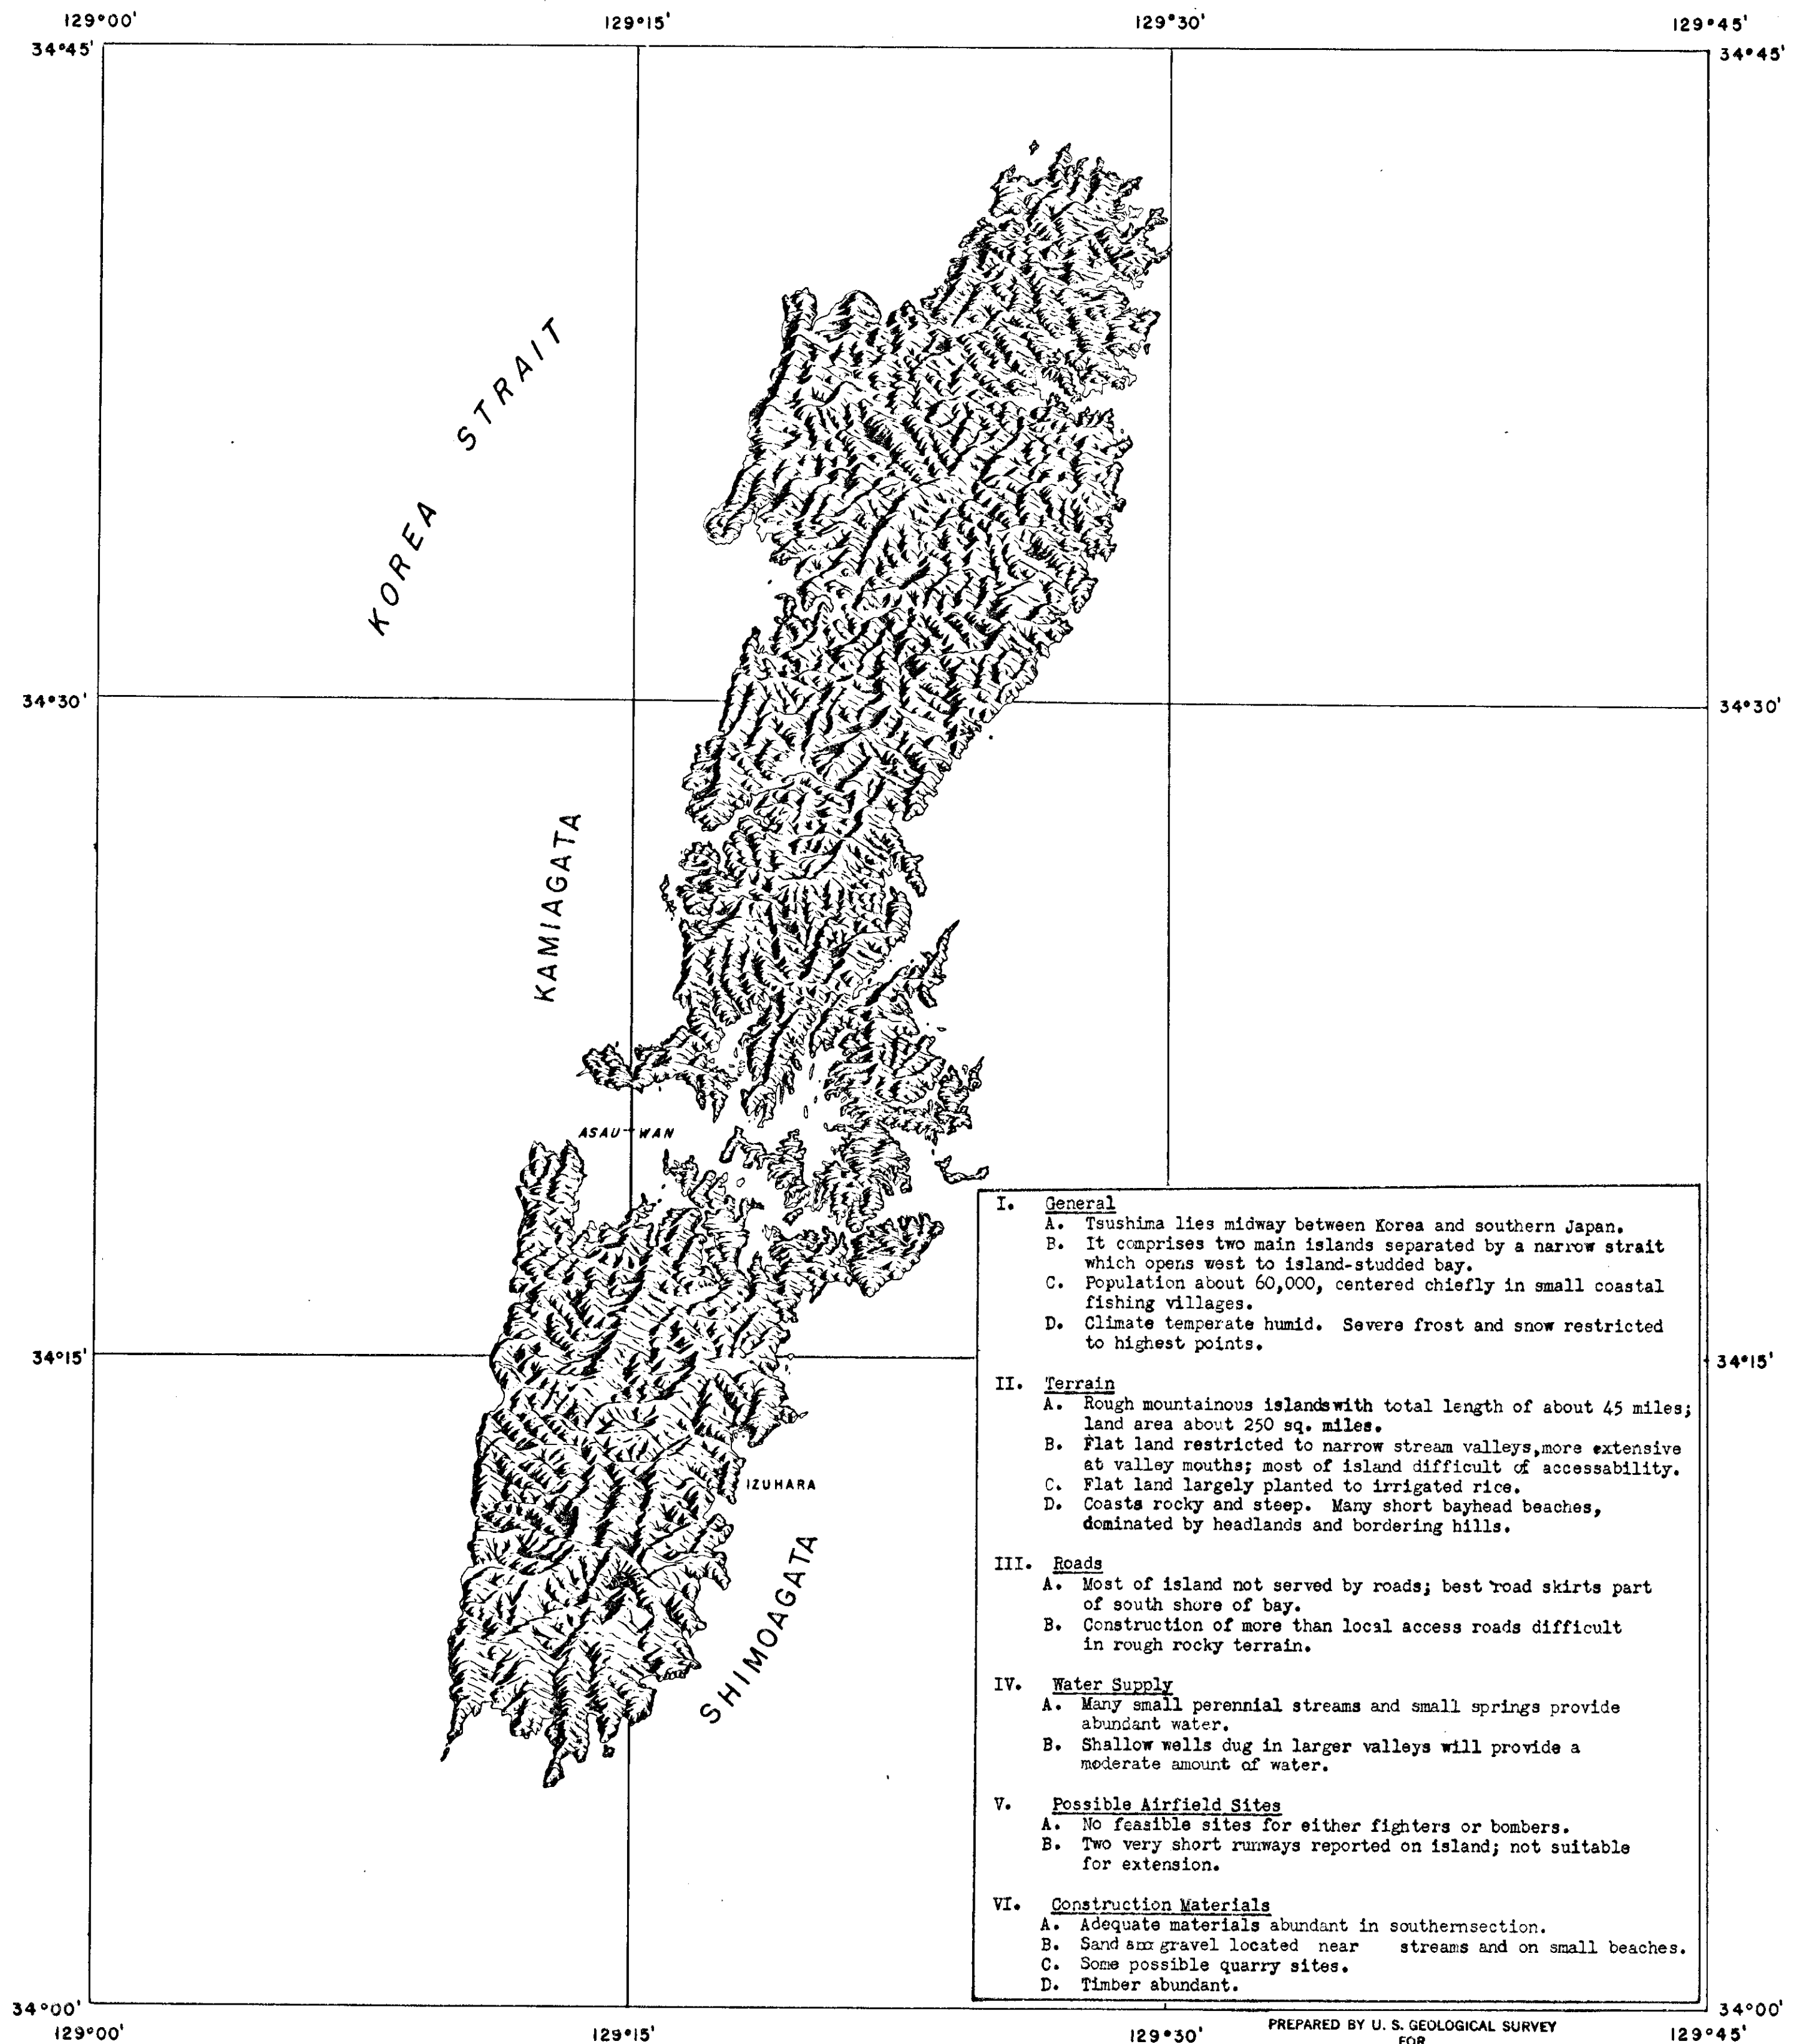 129°00' 129°15' 129°30' 129°45'
34°45' 34°45'
KOREA STRAIT
34°30' 34°30'
KAMIAGATA
ASAU WAN
34°15' 34°15'
IZUHARA
SHIMOAGATA
I. General
A. Tsushima lies midway between Korea and southern Japan.
B. It comprises two main islands separated by a narrow strait
which opens west to island-studded bay.
C. Population about 60,000, centered chiefly in small coastal
fishing villages.
D. Climate temperate humid. Severe frost and snow restricted
to highest points.
II. Terrain
A. Rough mountainous islandswith total length of about 45 miles;
land area about 250 sq. miles.
B. Flat land restricted to narrow stream valleys,more extensive
at valley mouths; most of island difficult of accessability.
C. Flat land largely planted to irrigated rice.
D. Coasts rocky and steep. Many short bayhead beaches,
dominated by headlands and bordering hills.
III. Roads
A. Most of island not served by roads; best road skirts part
of south shore of bay.
B. Construction of more than local access roads difficult
in rough rocky terrain.
IV. Water Supply
A. Many small perennial streams and small springs provide
abundant water.
B. Shallow wells dug in larger valleys will provide a
moderate amount of water.
V. Possible Airfield Sites
A. No feasible sites for either fighters or bombers.
B. Two very short runways reported on island; not suitable
for extension.
VI. Construction Materials
A. Adequate materials abundant in southernsection.
B. Sand gravel located near streams and on small beaches.
C. Some possible quarry sites.
D. Timber abundant.
34°00' 34°00'
129°00' 129°15' 129°30' 129°45'
PREPARED BY U. S. GEOLOGICAL SURVEY
FOR